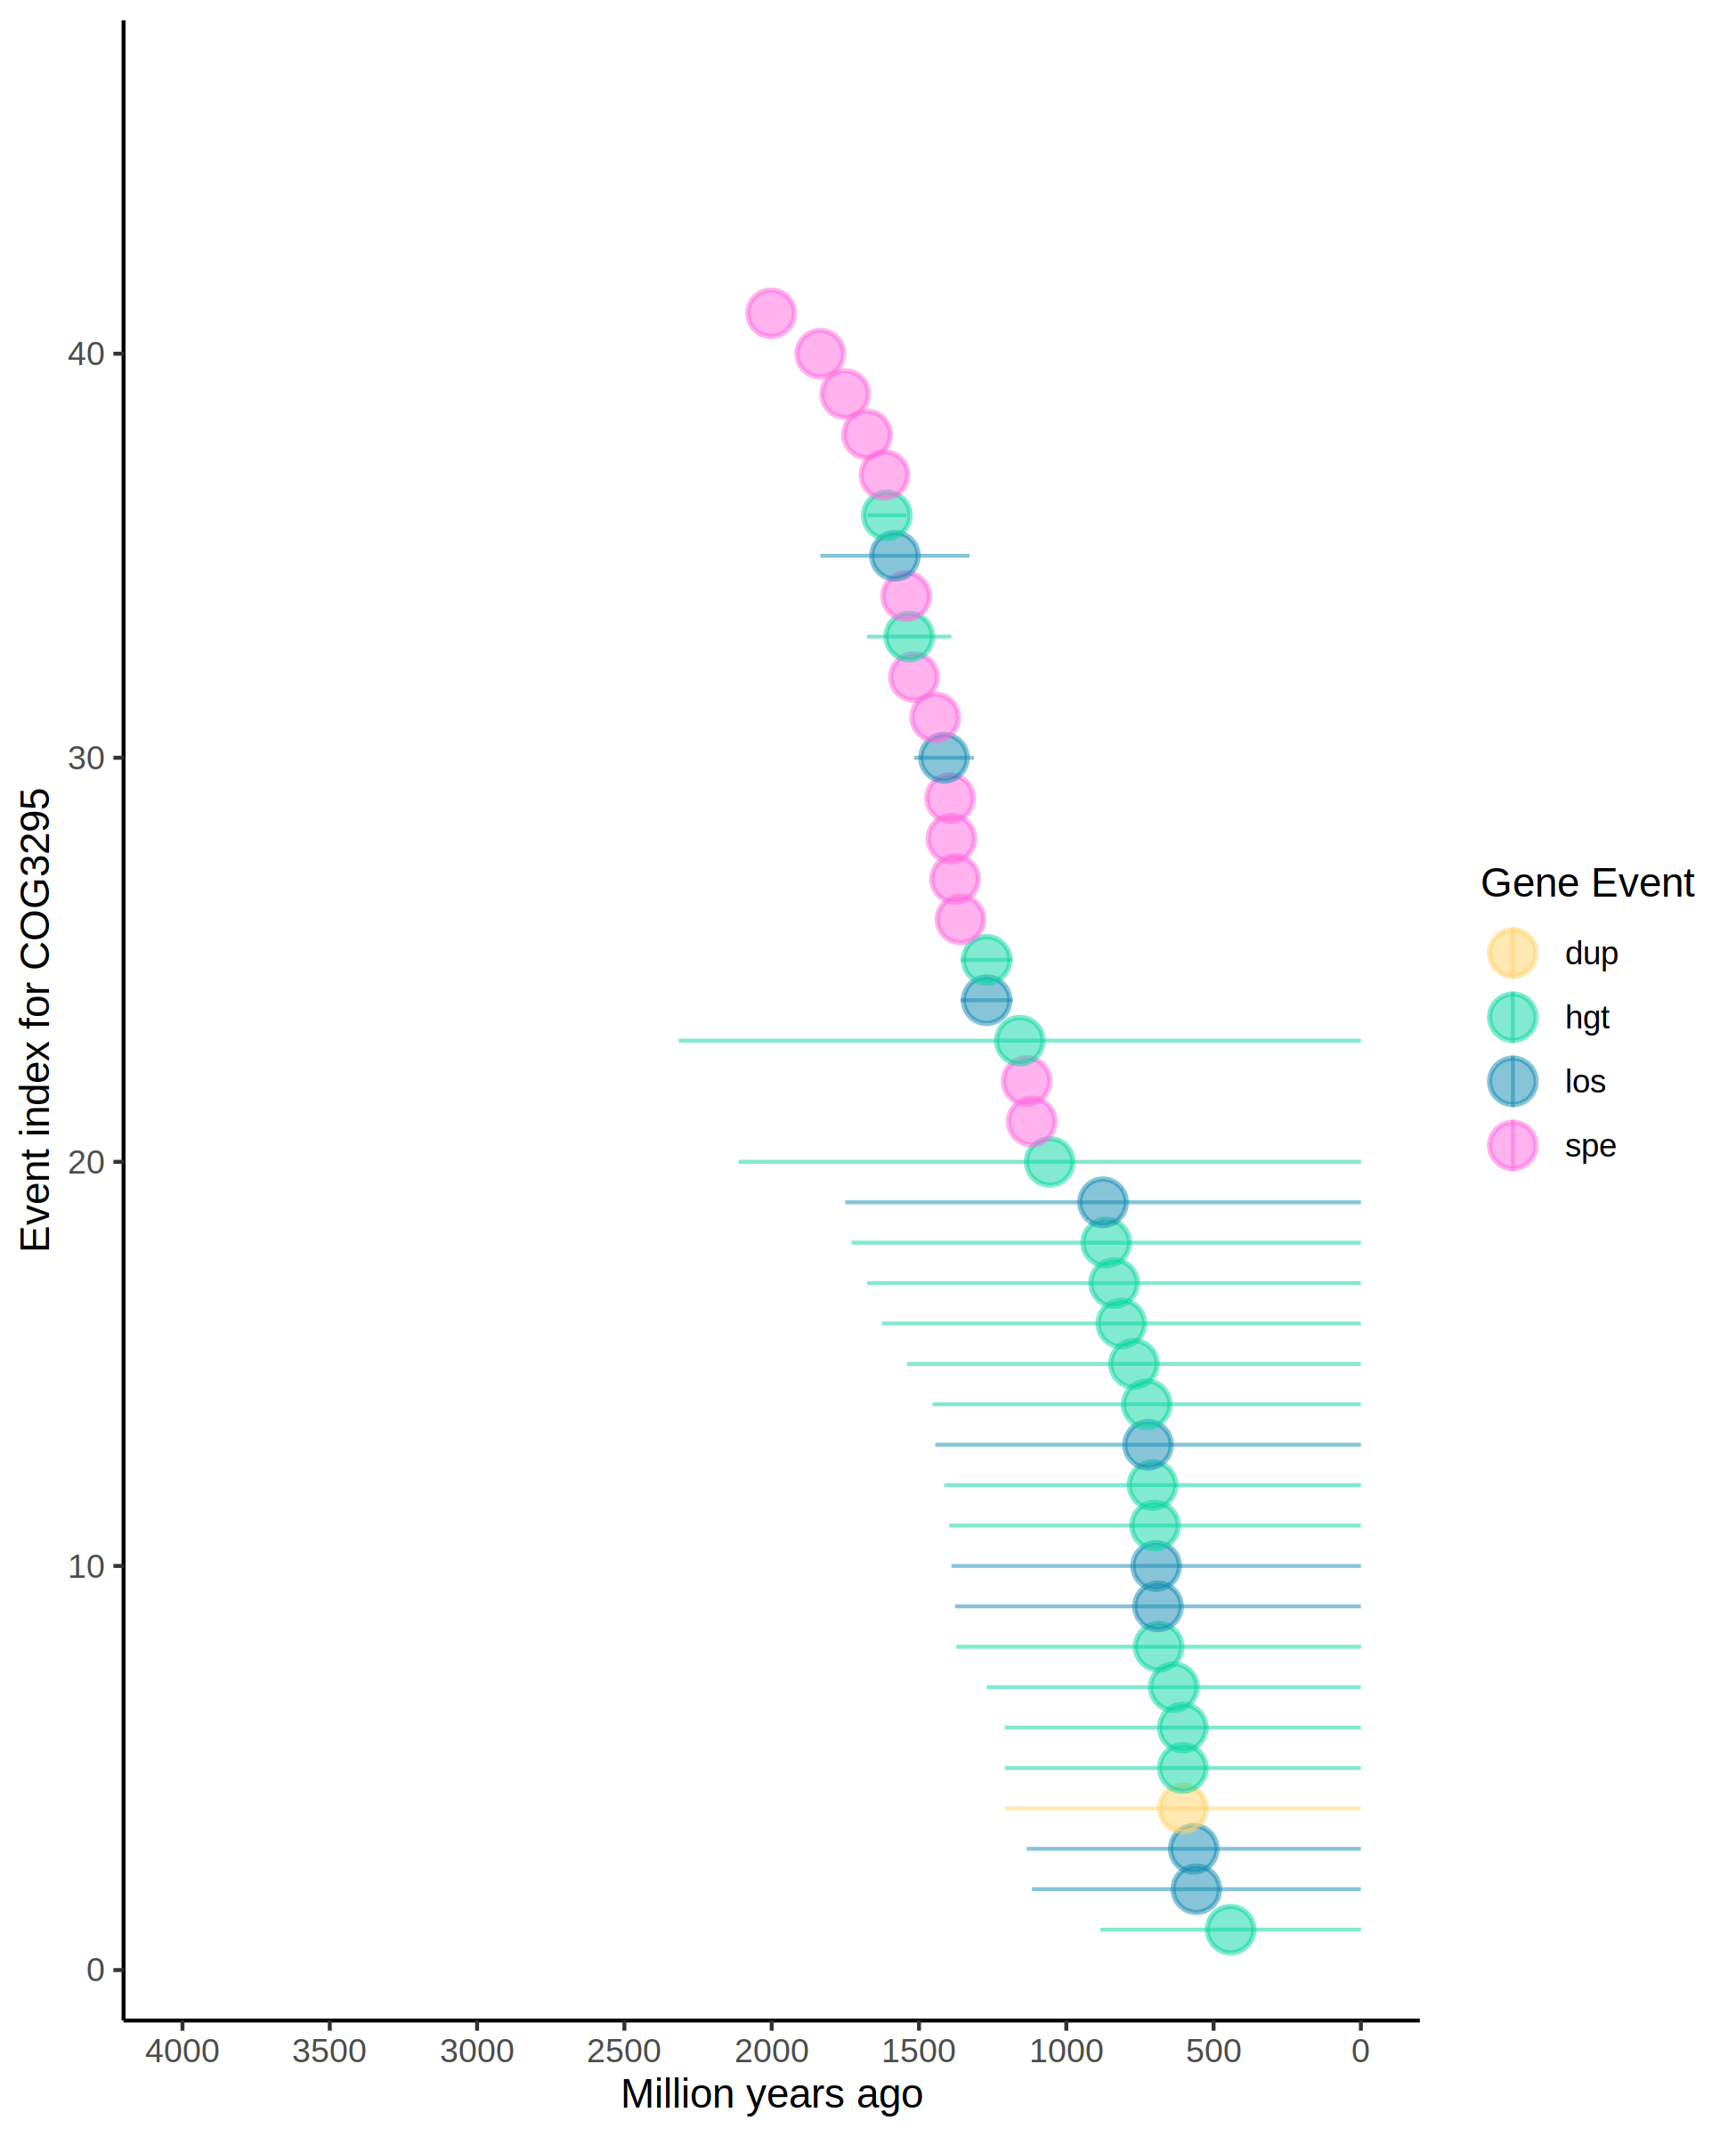 Event index for COG3295
40
30
20
10
0
4000 3500 3000 2500 2000 1500 1000 500 0
Million years ago
Gene Event
dup
hgt
los
spe